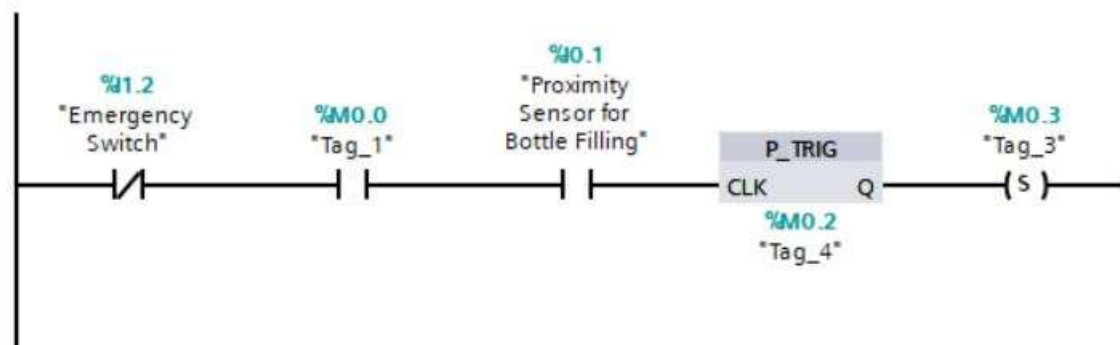 %I1.2
"Emergency
Switch"
%M0.0
"Tag_1"
%I0.1
"Proximity
Sensor for
Bottle Filling"
P_TRIG
CLK Q
%M0.2
"Tag_4"
%M0.3
"Tag_3"
S